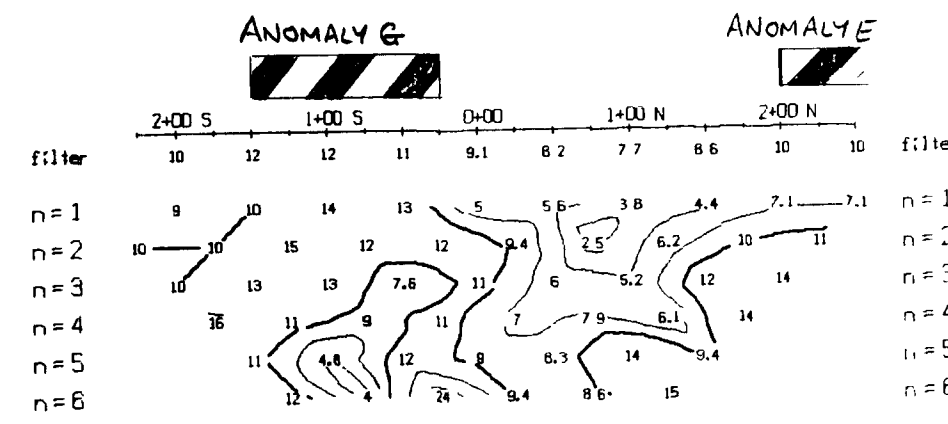 ANOMALY G ANOMALY E
2+00 S 1+00 S 0+00 1+00 N 2+00 N
filter 10 12 12 11 9.1 8 2 7 7 8 6 10 10 filte
n=1 9 10 14 13 5 5 6 3 8 4.4 7.1 7.1 n=1
n=2 10 10 15 12 12 9.4 2 5 6.2 10 11 n=2
n=3 10 13 13 7.6 11 6 5.2 12 14 n=3
n=4 16 11 9 11 7 7 9 6.1 14 n=4
n=5 11 4.8 12 9 8.3 14 9.4 n=5
n=6 12 4 24 9.4 8 6 15 n=6